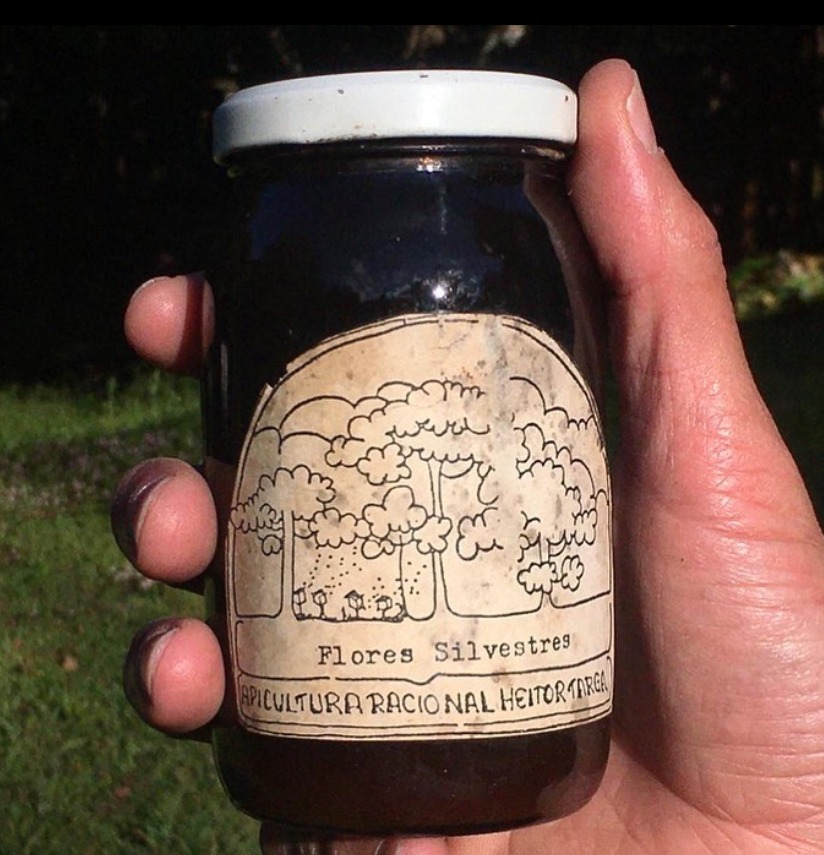 Flores Silvestres
APICULTURA RACIONAL HEITOR TARGA